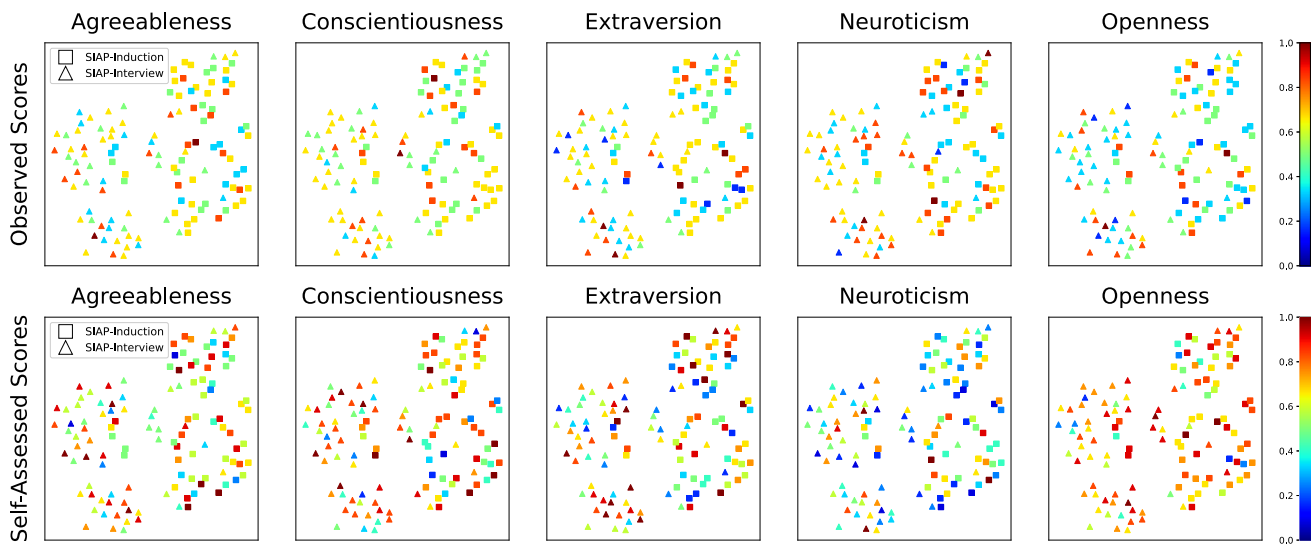 Agreeableness Conscientiousness Extraversion Neuroticism Openness
Observed Scores
SIAP-Induction
SIAP-Interview
1.0
0.8
0.6
0.4
0.2
0.0
Agreeableness Conscientiousness Extraversion Neuroticism Openness
Self-Assessed Scores
SIAP-Induction
SIAP-Interview
1.0
0.8
0.6
0.4
0.2
0.0